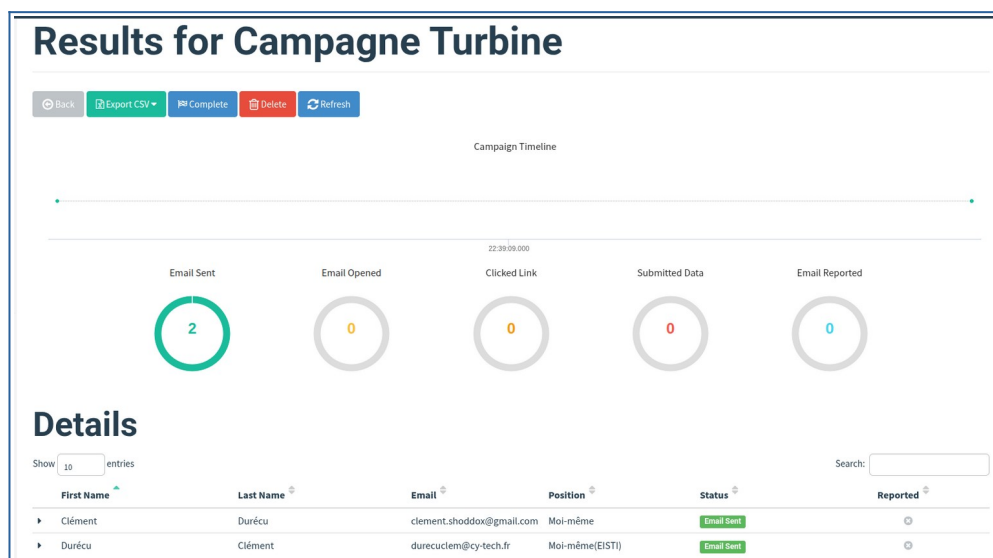 Results for Campagne Turbine
Back Export CSV Complete Delete Refresh
Campaign Timeline
22:39:09.000
Email Sent Email Opened Clicked Link Submitted Data Email Reported
2 0 0 0 0
Details
Show 10 entries Search:
First Name Last Name Email Position Status Reported
Clément Durécu clement.shoddox@gmail.com Moi-même Email Sent
Durécu Clément durecuclem@cy-tech.fr Moi-même(EISTI) Email Sent